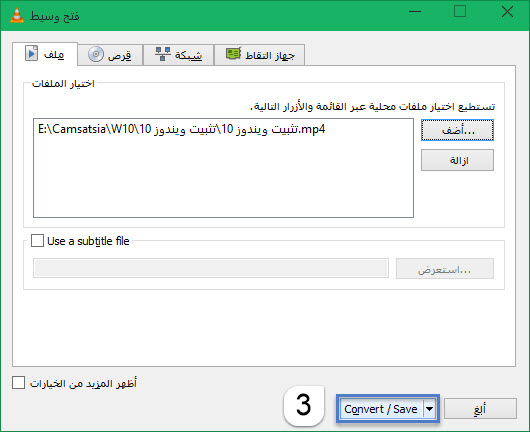 فتح وسيط
ملف
قرص
شبكة
جهاز التقاط
اختيار الملفات
تستطيع اختيار ملفات محلية عبر القائمة والأزرار التالية.
E:\Camsatsia\W10\10 تثبيت ويندوز\10 تثبيت ويندوز.mp4
أضف...
ازالة
Use a subtitle file
استعرض...
أظهر المزيد من الخيارات
3
Convert / Save
ألغ